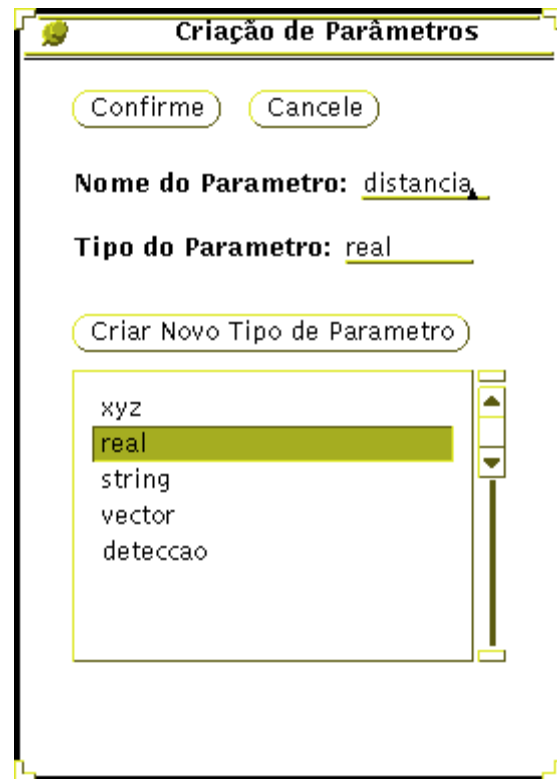 Criação de Parâmetros
Confirme Cancele
Nome do Parametro: distancia
Tipo do Parametro: real
Criar Novo Tipo de Parametro
xyz
real
string
vector
deteccao